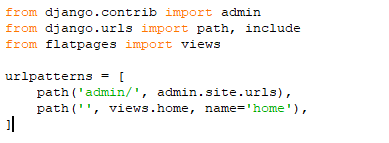 from django.contrib import admin
from django.urls import path, include
from flatpages import views

urlpatterns = [
    path('admin/', admin.site.urls),
    path('', views.home, name='home'),
]